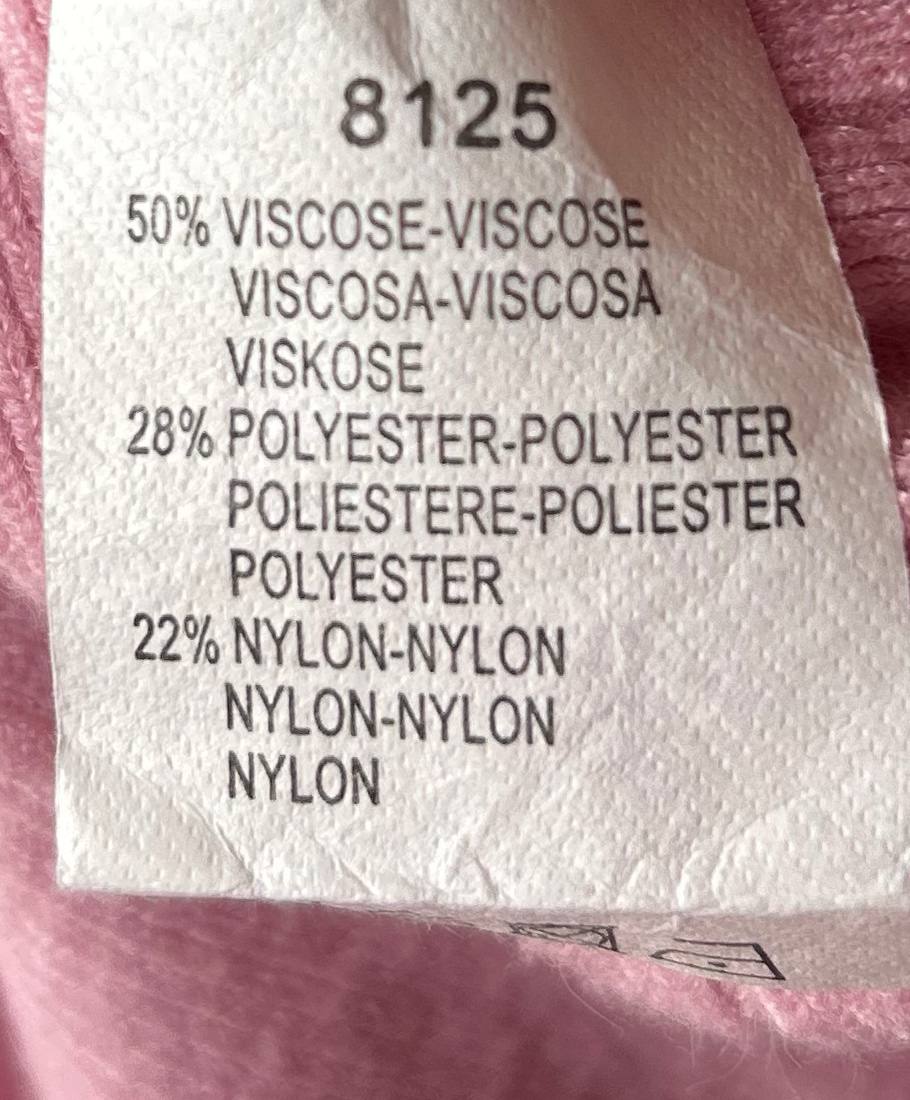 8125
50% VISCOSE-VISCOSE
VISCOSA-VISCOSA
VISKOSE
28% POLYESTER-POLYESTER
POLIESTERE-POLIESTER
POLYESTER
22% NYLON-NYLON
NYLON-NYLON
NYLON